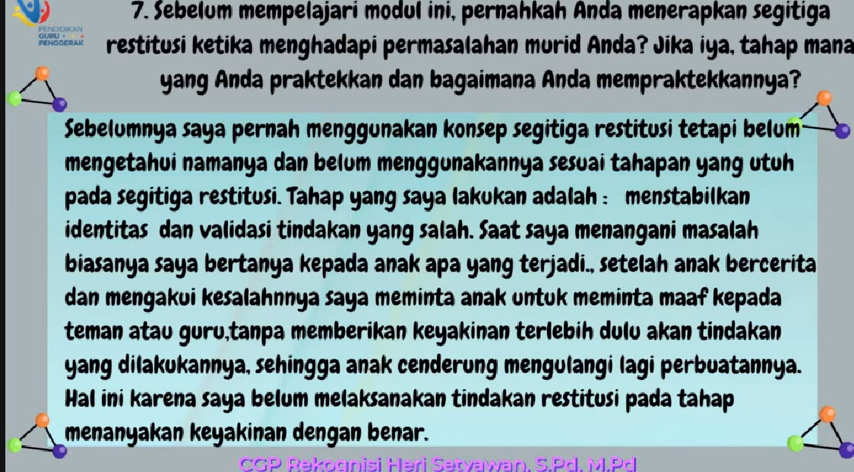 PENDIDIKAN
GURU
PENGGERAK
7. Sebelum mempelajari modul ini, pernahkah Anda menerapkan segitiga
restitusi ketika menghadapi permasalahan murid Anda? Jika iya, tahap mana
yang Anda praktekkan dan bagaimana Anda mempraktekkannya?
Sebelumnya saya pernah menggunakan konsep segitiga restitusi tetapi belum
mengetahui namanya dan belum menggunakannya sesuai tahapan yang utuh
pada segitiga restitusi. Tahap yang saya lakukan adalah : menstabilkan
identitas dan validasi tindakan yang salah. Saat saya menangani masalah
biasanya saya bertanya kepada anak apa yang terjadi., setelah anak bercerita
dan mengakui kesalahnnya saya meminta anak untuk meminta maaf kepada
teman atau guru,tanpa memberikan keyakinan terlebih dulu akan tindakan
yang dilakukannya, sehingga anak cenderung mengulangi lagi perbuatannya.
Hal ini karena saya belum melaksanakan tindakan restitusi pada tahap
menanyakan keyakinan dengan benar.
CGP Rekognisi Heri Setyawan, S.Pd, M.Pd